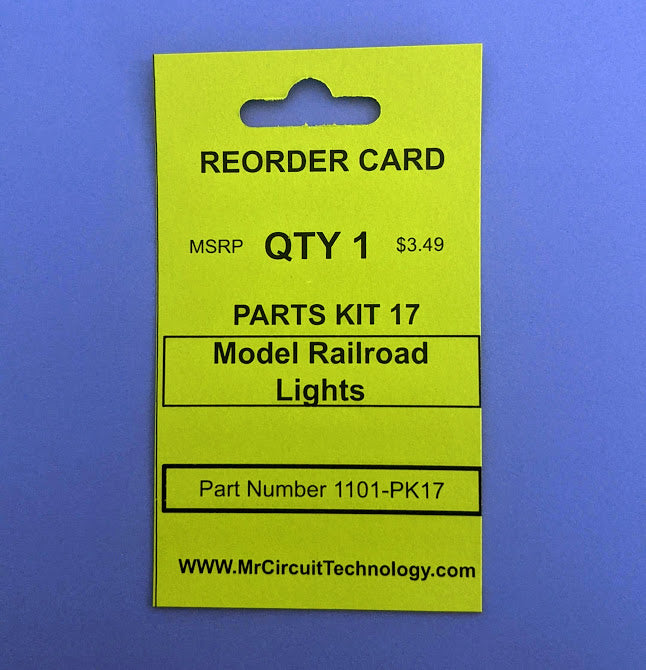 REORDER CARD
MSRP QTY 1 $3.49
PARTS KIT 17
Model Railroad
Lights
Part Number 1101-PK17
WWW.MrCircuitTechnology.com